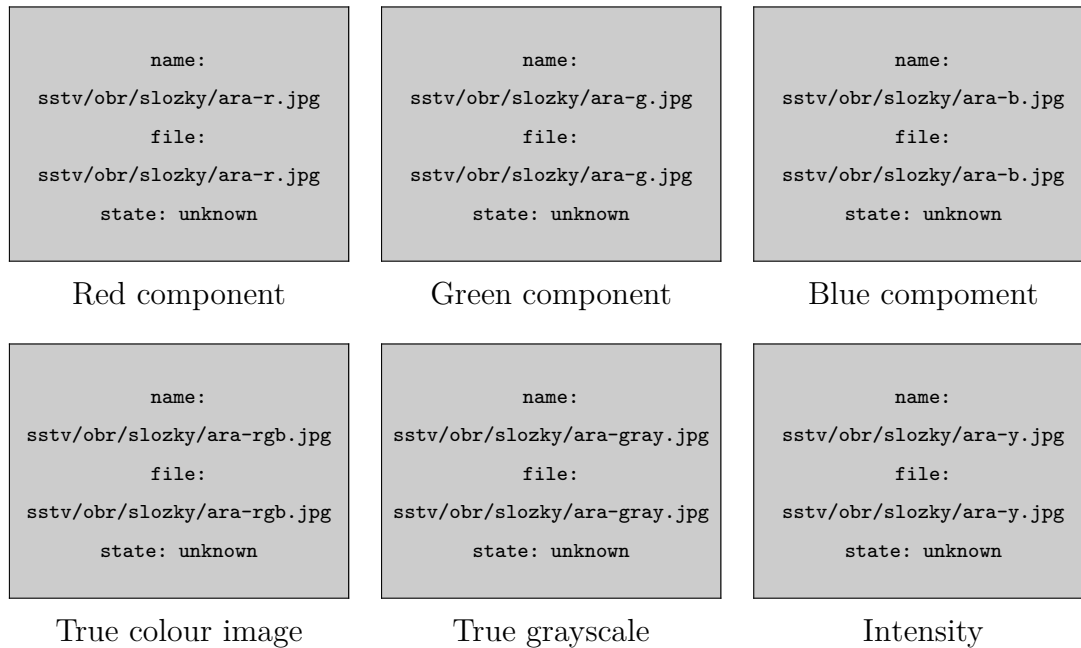 name:
sstv/obr/slozky/ara-r.jpg
file:
sstv/obr/slozky/ara-r.jpg
state: unknown
Red component
name:
sstv/obr/slozky/ara-g.jpg
file:
sstv/obr/slozky/ara-g.jpg
state: unknown
Green component
name:
sstv/obr/slozky/ara-b.jpg
file:
sstv/obr/slozky/ara-b.jpg
state: unknown
Blue compoment
name:
sstv/obr/slozky/ara-rgb.jpg
file:
sstv/obr/slozky/ara-rgb.jpg
state: unknown
True colour image
name:
sstv/obr/slozky/ara-gray.jpg
file:
sstv/obr/slozky/ara-gray.jpg
state: unknown
True grayscale
name:
sstv/obr/slozky/ara-y.jpg
file:
sstv/obr/slozky/ara-y.jpg
state: unknown
Intensity